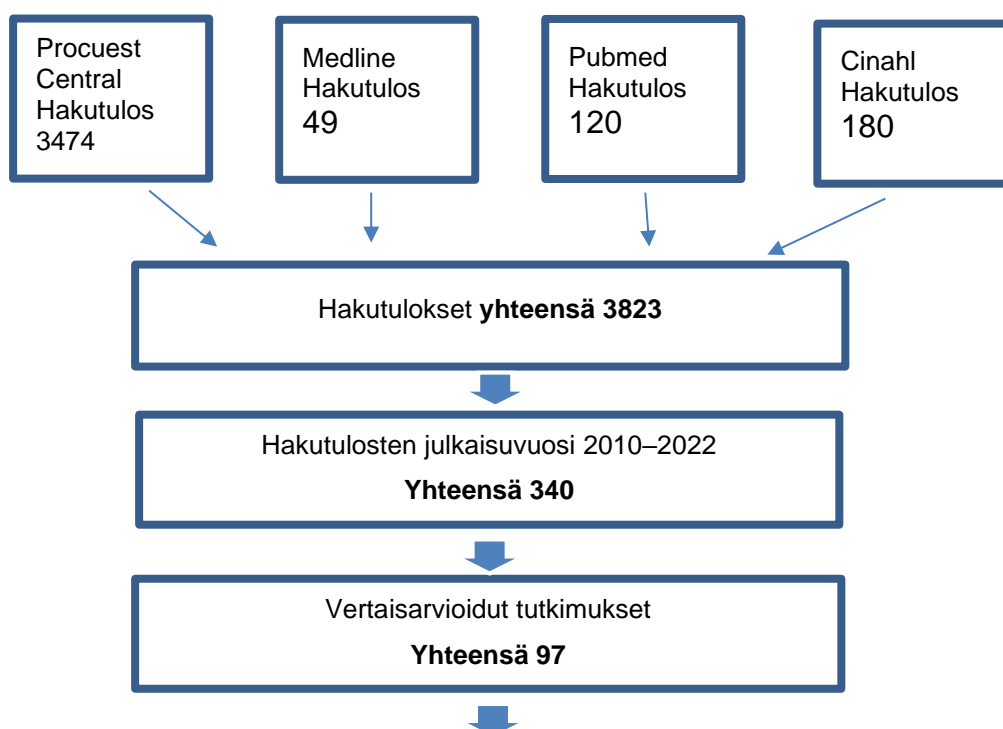 Procuest
Central
Hakutulos
3474
Medline
Hakutulos
49
Pubmed
Hakutulos
120
Cinahl
Hakutulos
180
Hakutulokset yhteensä 3823
Hakutulosten julkaisuvuosi 2010–2022
Yhteensä 340
Vertaisarvioidut tutkimukset
Yhteensä 97